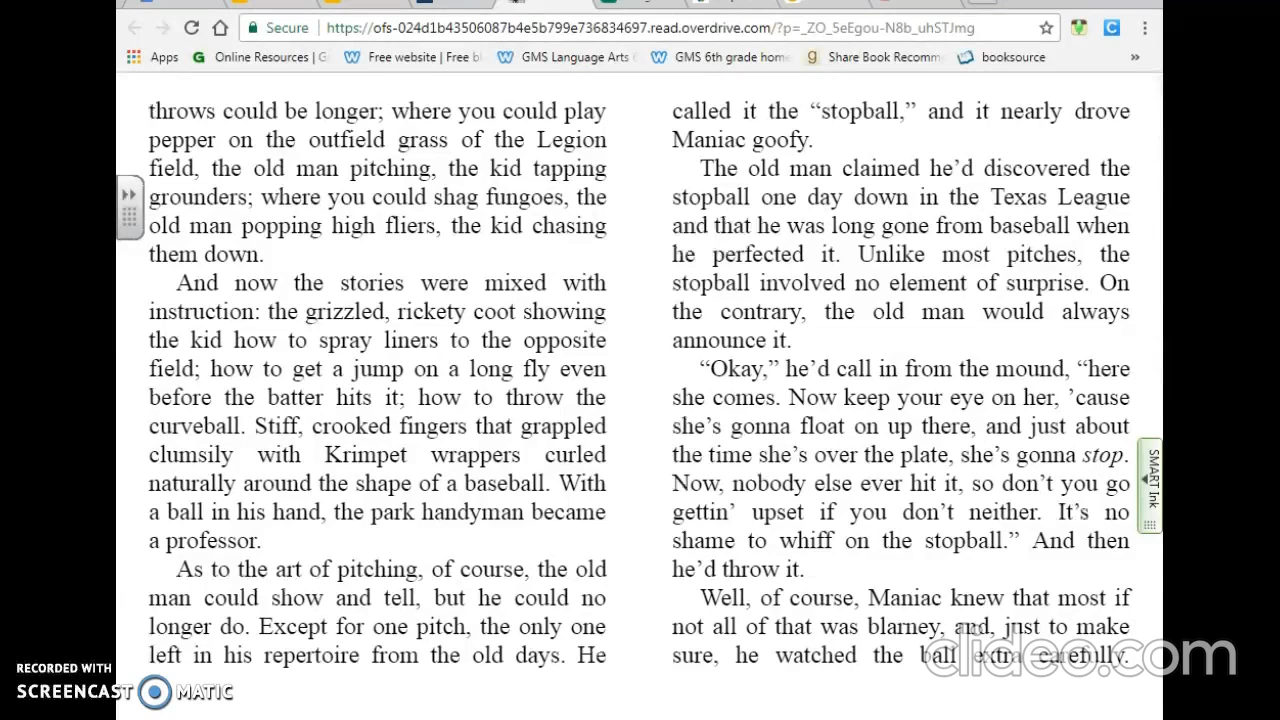 Secure
https://ofs-024d1b43506087b4e5b799e736834697.read.overdrive.com/?p=_ZO_5eEgou-N8b_uhSTJmg
Apps
Online Resources | G
Free website | Free bl
GMS Language Arts 6
GMS 6th grade home
Share Book Recomm
booksource
throws could be longer; where you could play
pepper on the outfield grass of the Legion
field, the old man pitching, the kid tapping
grounders; where you could shag fungoes, the
old man popping high fliers, the kid chasing
them down.
And now the stories were mixed with
instruction: the grizzled, rickety coot showing
the kid how to spray liners to the opposite
field; how to get a jump on a long fly even
before the batter hits it; how to throw the
curveball. Stiff, crooked fingers that grappled
clumsily with Krimpet wrappers curled
naturally around the shape of a baseball. With
a ball in his hand, the park handyman became
a professor.
As to the art of pitching, of course, the old
man could show and tell, but he could no
longer do. Except for one pitch, the only one
left in his repertoire from the old days. He
called it the “stopball,” and it nearly drove
Maniac goofy.
The old man claimed he’d discovered the
stopball one day down in the Texas League
and that he was long gone from baseball when
he perfected it. Unlike most pitches, the
stopball involved no element of surprise. On
the contrary, the old man would always
announce it.
“Okay,” he’d call in from the mound, “here
she comes. Now keep your eye on her, ’cause
she’s gonna float on up there, and just about
the time she’s over the plate, she’s gonna stop.
Now, nobody else ever hit it, so don’t you go
gettin’ upset if you don’t neither. It’s no
shame to whiff on the stopball.” And then
he’d throw it.
Well, of course, Maniac knew that most if
not all of that was blarney, and, just to make
sure, he watched the ball extra carefully.
SMART Ink
RECORDED WITH
SCREENCAST MATIC
clideo.com